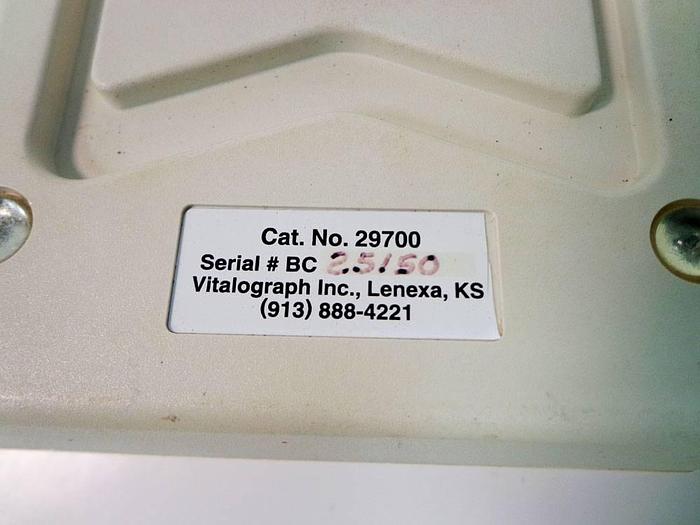 Cat. No. 29700
Serial # BC 25150
Vitalograph Inc., Lenexa, KS
(913) 888-4221